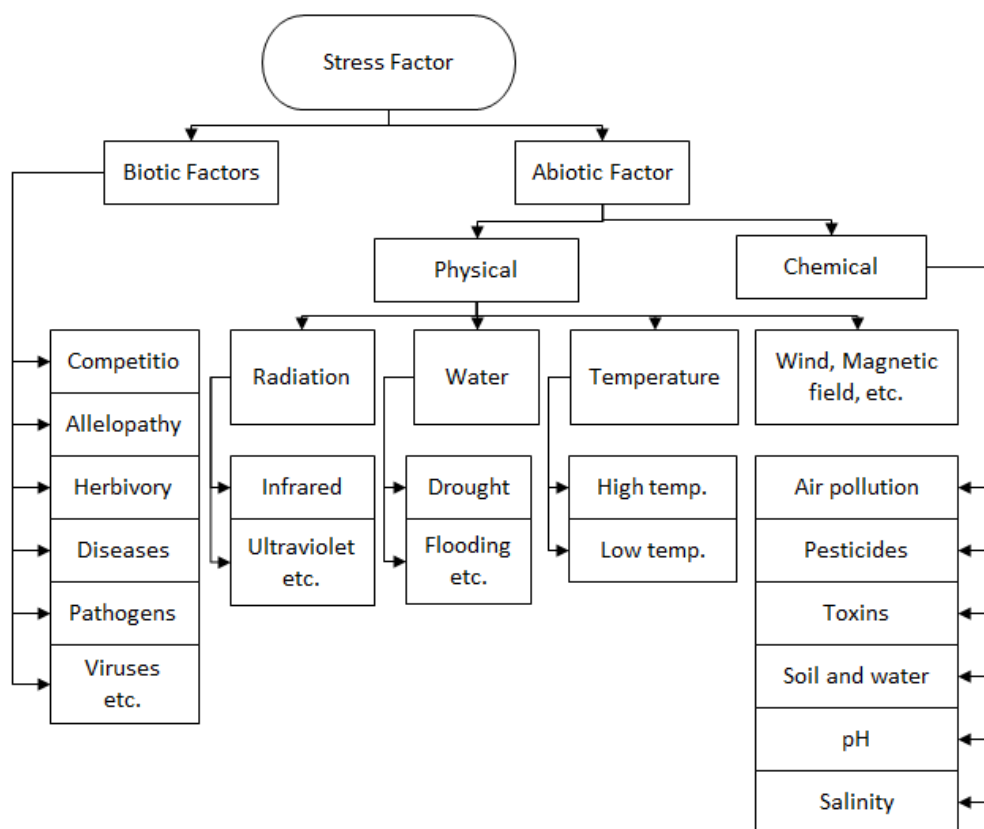 Stress Factor
Biotic Factors
Abiotic Factor
Physical
Chemical
Competitio
Allelopathy
Herbivory
Diseases
Pathogens
Viruses
etc.
Radiation
Water
Temperature
Wind, Magnetic
field, etc.
Infrared
Ultraviolet
etc.
Drought
Flooding
etc.
High temp.
Low temp.
Air pollution
Pesticides
Toxins
Soil and water
pH
Salinity